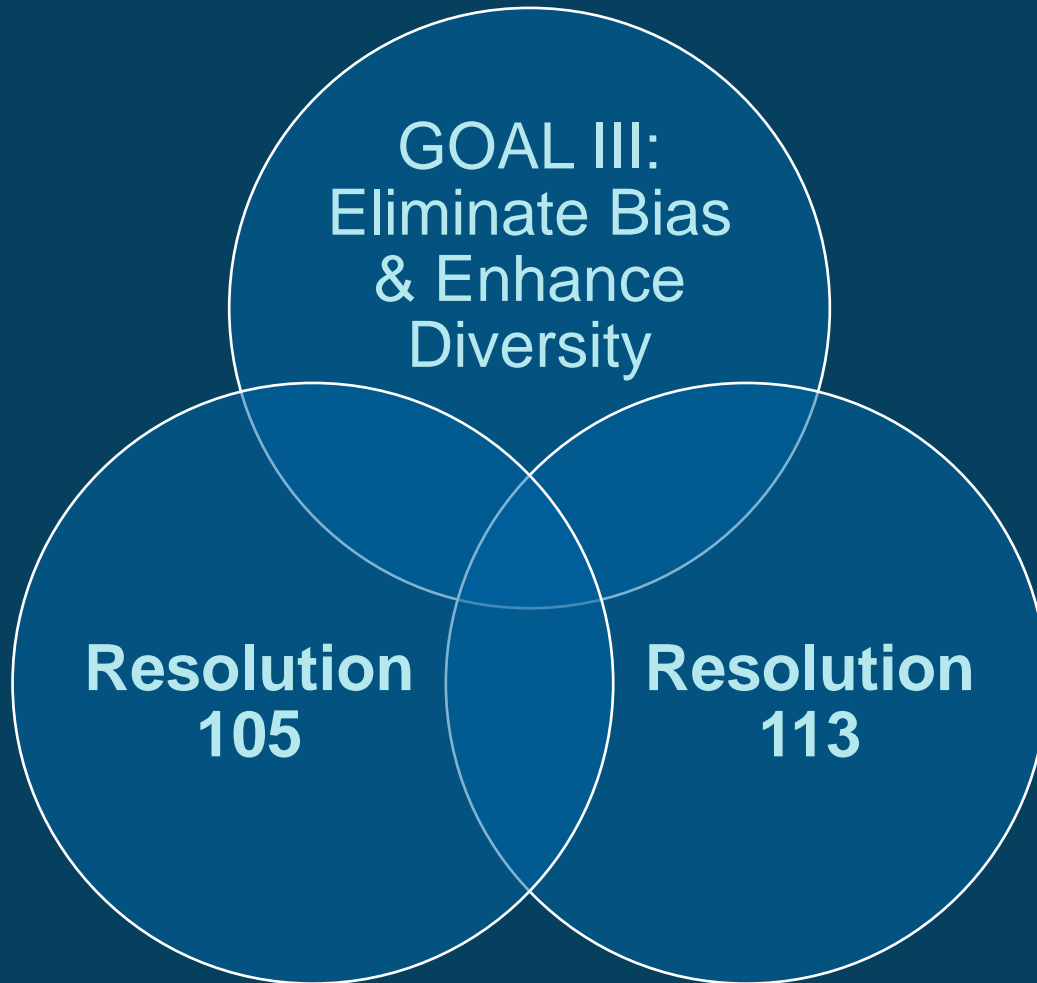 GOAL III:
Eliminate Bias
& Enhance
Diversity
Resolution
105
Resolution
113